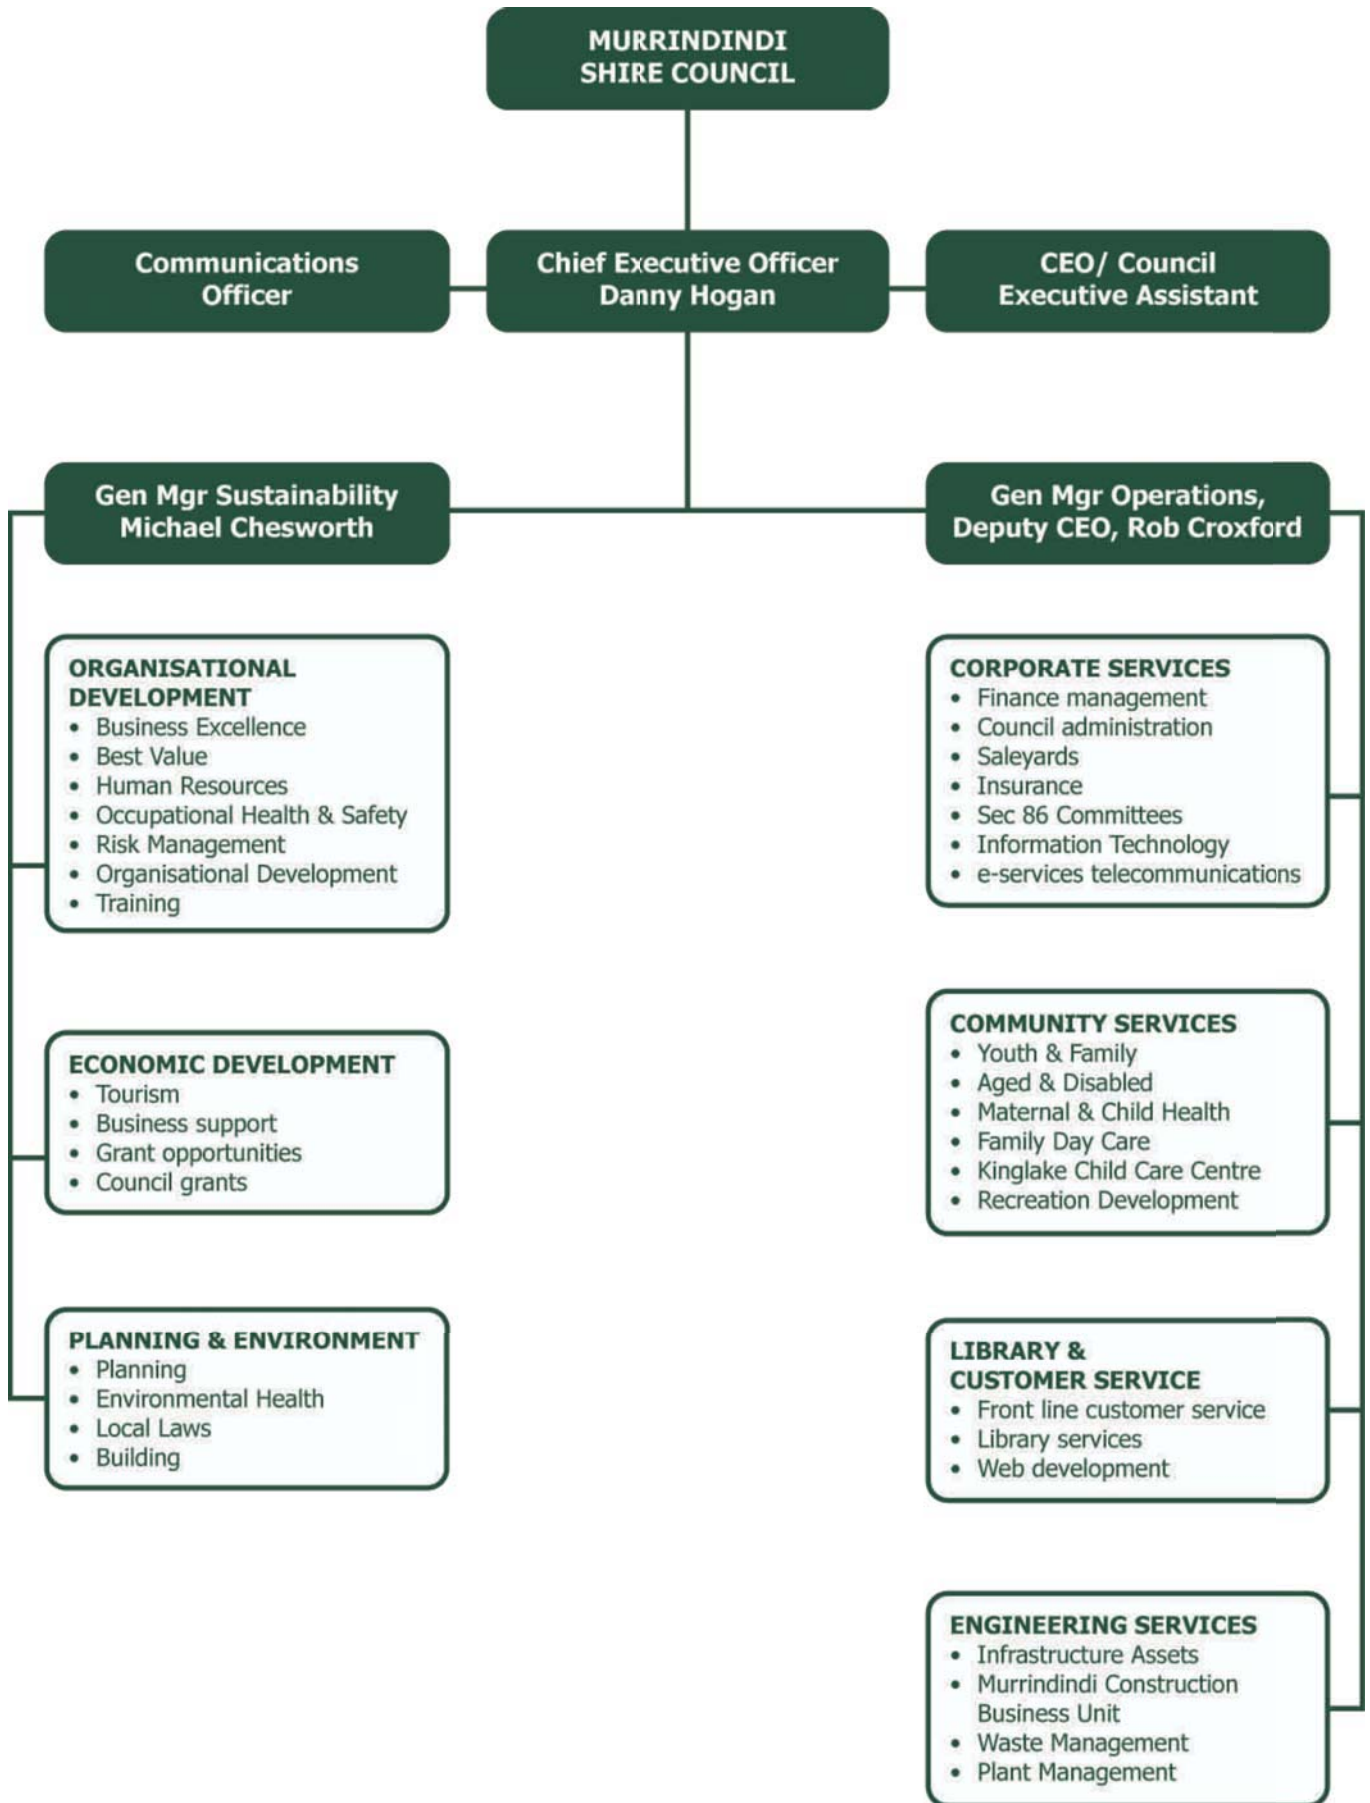 MURRINDINDI
SHIRE COUNCIL
Communications
Officer
Chief Executive Officer
Danny Hogan
CEO/ Council
Executive Assistant
Gen Mgr Sustainability
Michael Chesworth
Gen Mgr Operations,
Deputy CEO, Rob Croxford
ORGANISATIONAL
DEVELOPMENT
• Business Excellence
• Best Value
• Human Resources
• Occupational Health & Safety
• Risk Management
• Organisational Development
• Training
ECONOMIC DEVELOPMENT
• Tourism
• Business support
• Grant opportunities
• Council grants
PLANNING & ENVIRONMENT
• Planning
• Environmental Health
• Local Laws
• Building
CORPORATE SERVICES
• Finance management
• Council administration
• Saleyards
• Insurance
• Sec 86 Committees
• Information Technology
• e-services telecommunications
COMMUNITY SERVICES
• Youth & Family
• Aged & Disabled
• Maternal & Child Health
• Family Day Care
• Kinglake Child Care Centre
• Recreation Development
LIBRARY &
CUSTOMER SERVICE
• Front line customer service
• Library services
• Web development
ENGINEERING SERVICES
• Infrastructure Assets
• Murrindindi Construction
Business Unit
• Waste Management
• Plant Management